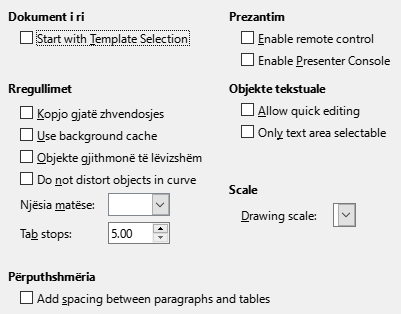 Dokument i ri
Start with Template Selection
Rregullimet
Kopjo gjatë zhvendosjes
Use background cache
Objekte gjithmonë të lëvizshëm
Do not distort objects in curve
Njësia matëse:
Tab stops: 5.00
Përputhshmëria
Add spacing between paragraphs and tables
Prezantim
Enable remote control
Enable Presenter Console
Objekte tekstuale
Allow quick editing
Only text area selectable
Scale
Drawing scale: